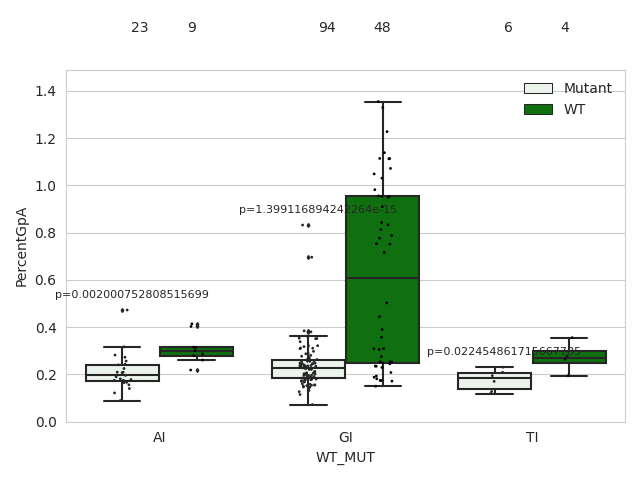 23 9 94 48 6 4
Mutant
WT
1.4
1.2
1.0
0.8
0.6
0.4
0.2
0.0
PercentGpA
p=0.002000752808515699
p=1.399116894242264e-15
p=0.022454861715667795
AI GI TI
WT_MUT